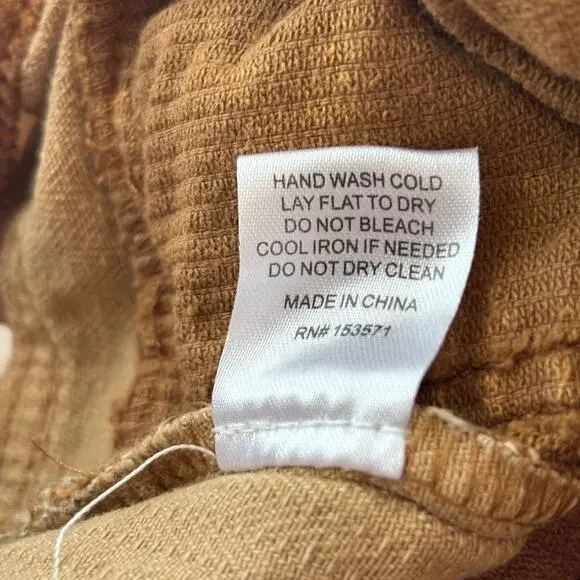 HAND WASH COLD
LAY FLAT TO DRY
DO NOT BLEACH
COOL IRON IF NEEDED
DO NOT DRY CLEAN
MADE IN CHINA
RN# 153571